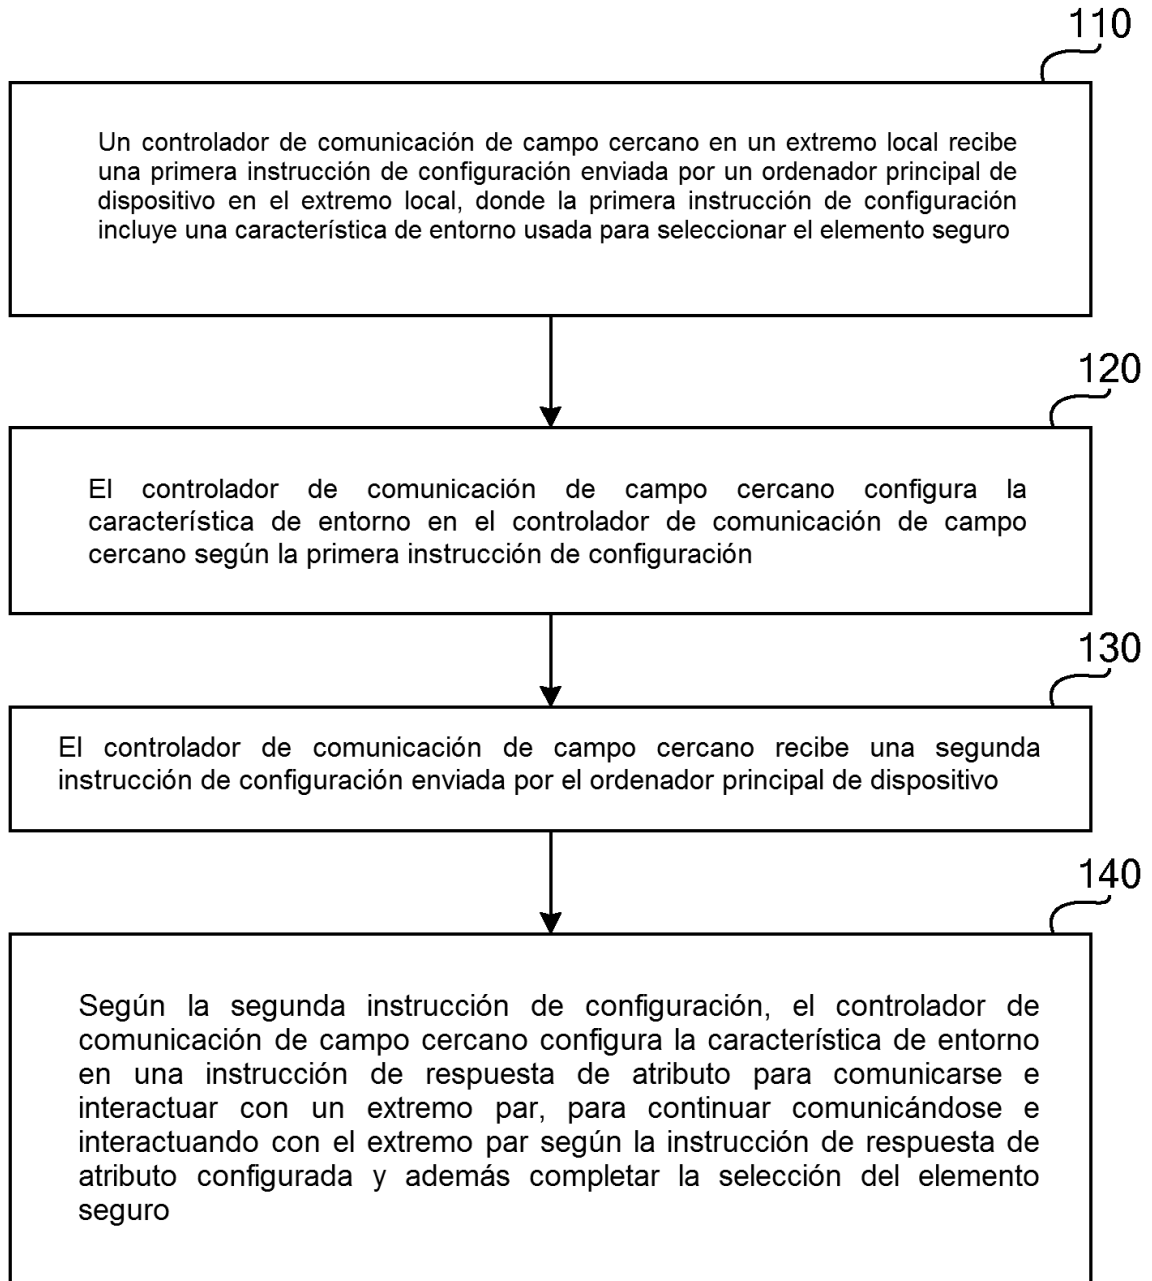 110
Un controlador de comunicación de campo cercano en un extremo local recibe
una primera instrucción de configuración enviada por un ordenador principal de
dispositivo en el extremo local, donde la primera instrucción de configuración
incluye una característica de entorno usada para seleccionar el elemento seguro
120
El controlador de comunicación de campo cercano configura la
característica de entorno en el controlador de comunicación de campo
cercano según la primera instrucción de configuración
130
El controlador de comunicación de campo cercano recibe una segunda
instrucción de configuración enviada por el ordenador principal de dispositivo
140
Según la segunda instrucción de configuración, el controlador de
comunicación de campo cercano configura la característica de entorno
en una instrucción de respuesta de atributo para comunicarse e
interactuar con un extremo par, para continuar comunicándose e
interactuando con el extremo par según la instrucción de respuesta de
atributo configurada y además completar la selección del elemento
seguro